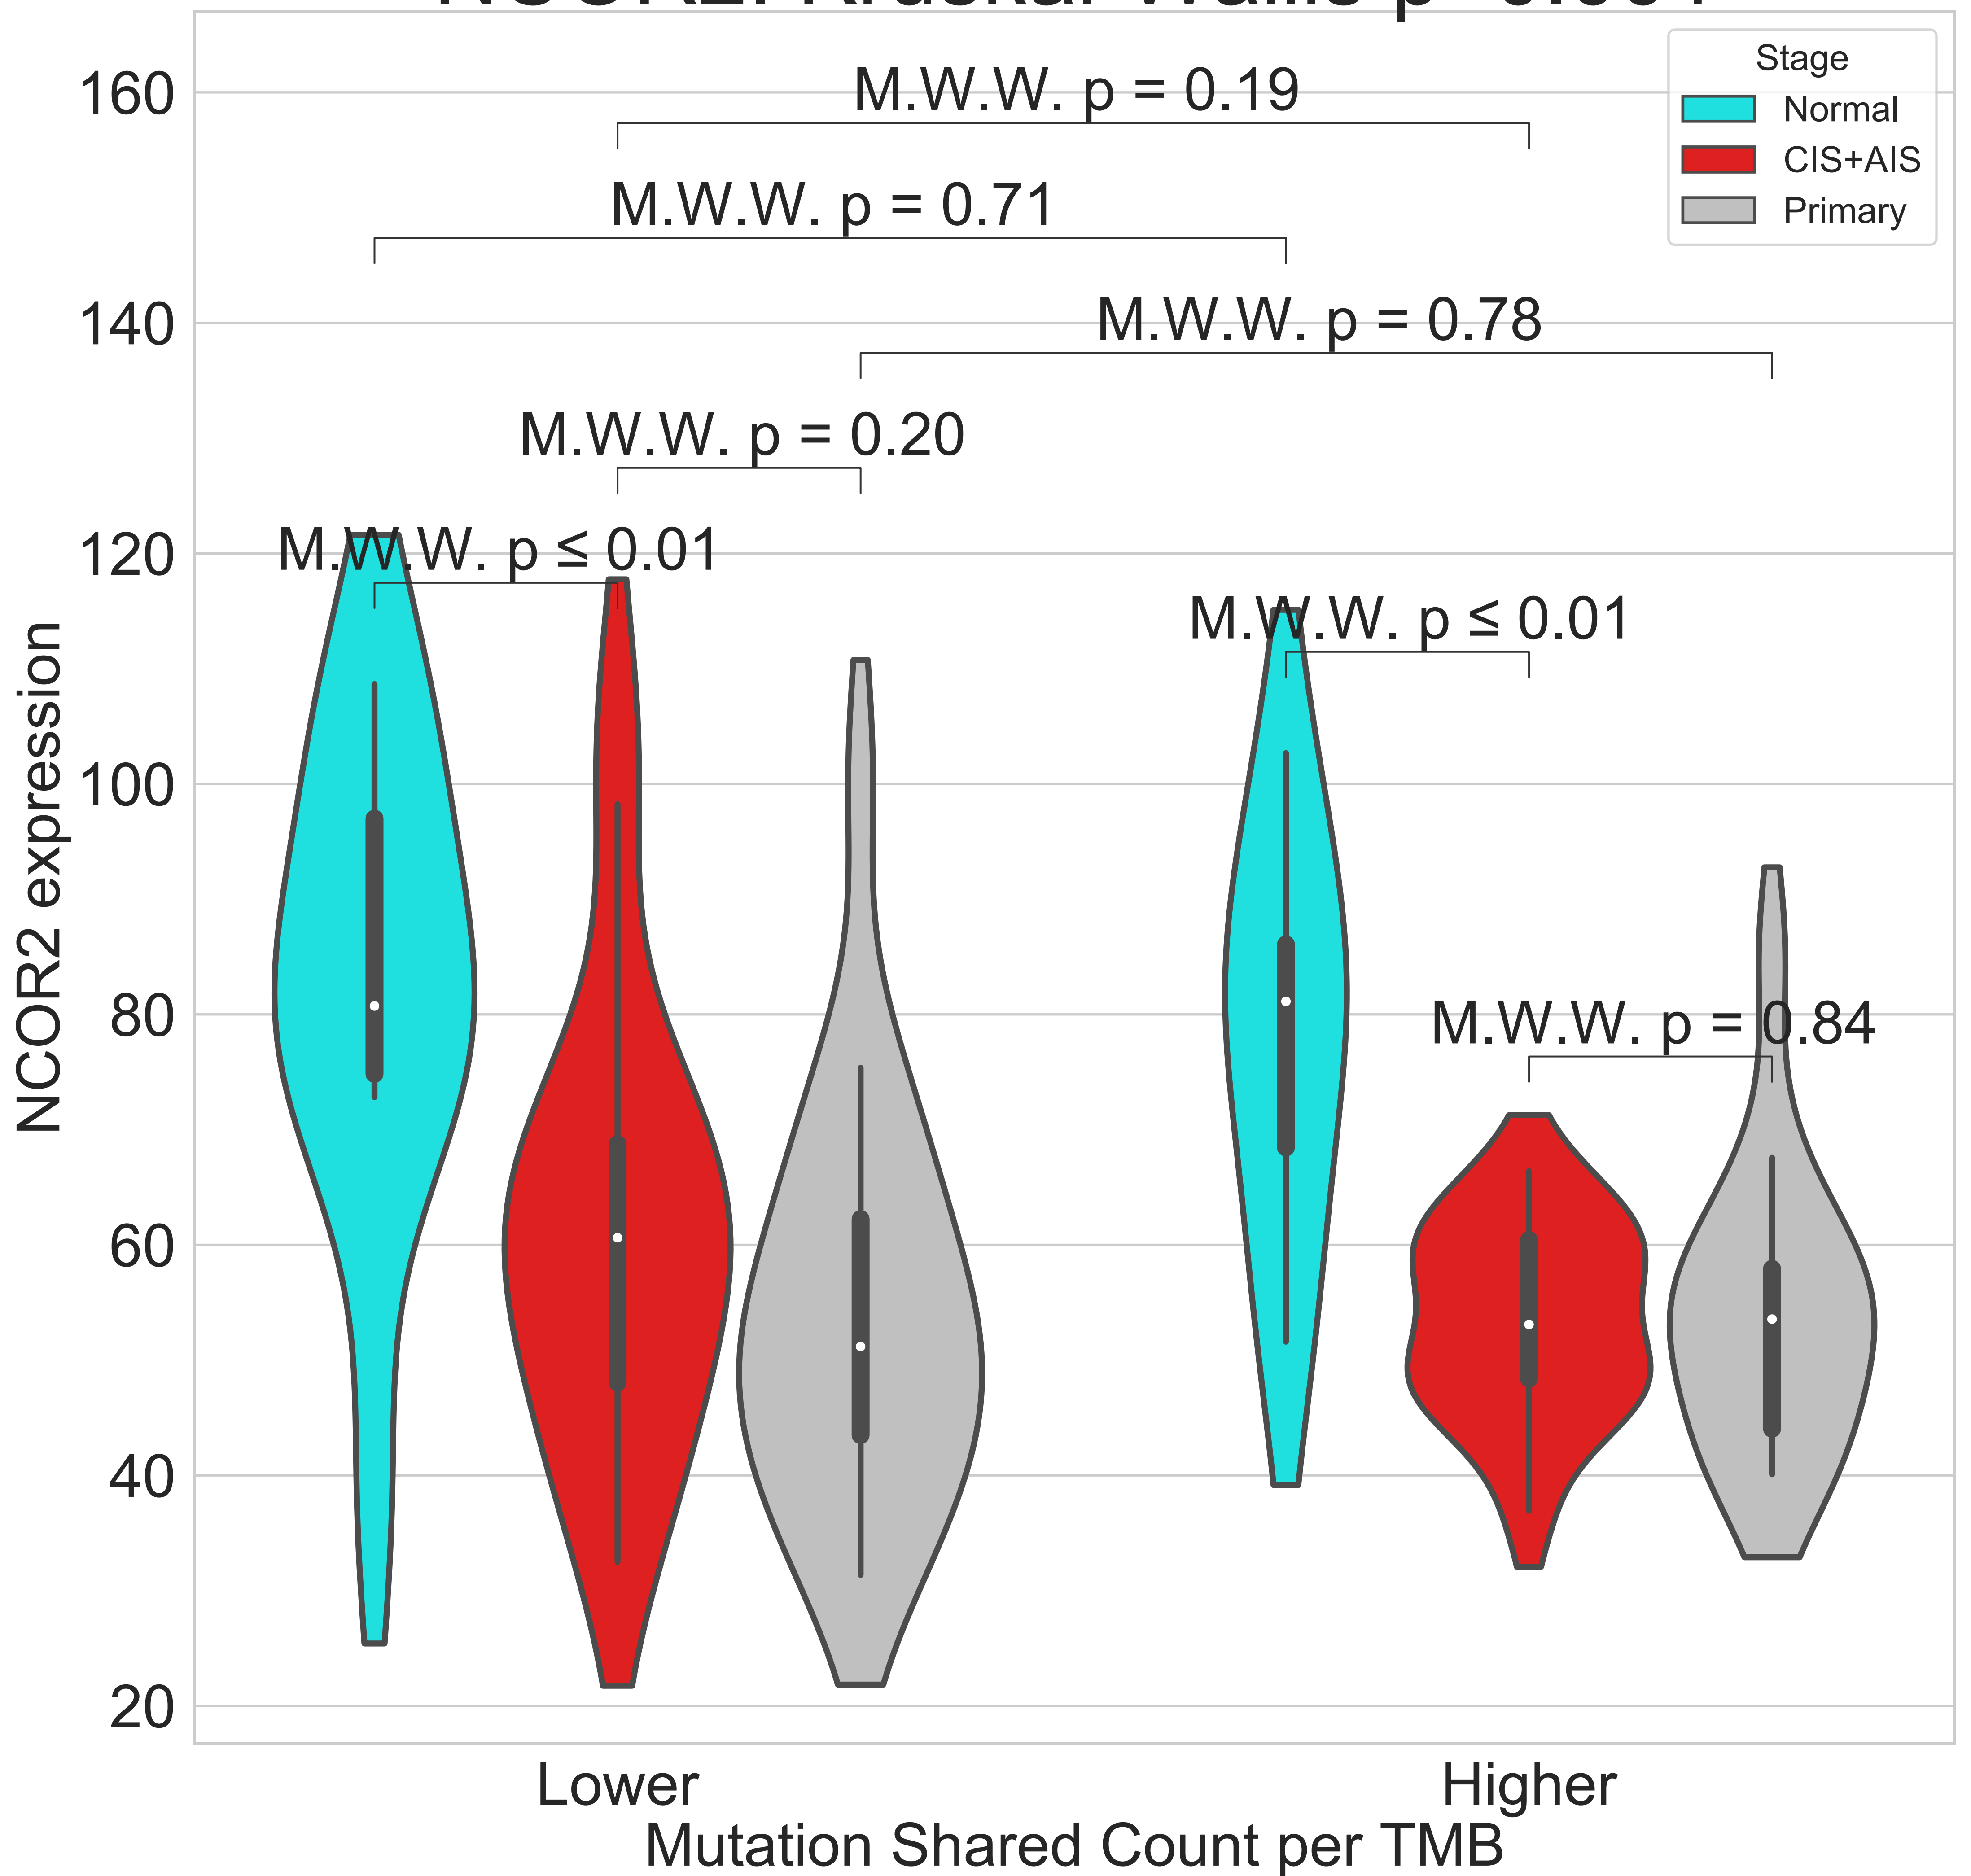 Stage
Normal
CIS+AIS
Primary
M.W.W. p = 0.19
M.W.W. p = 0.71
M.W.W. p = 0.78
M.W.W. p = 0.20
M.W.W. p ≤ 0.01
M.W.W. p ≤ 0.01
M.W.W. p = 0.84
160
140
120
100
80
60
40
20
NCOR2 expression
Lower
Higher
Mutation Shared Count per TMB